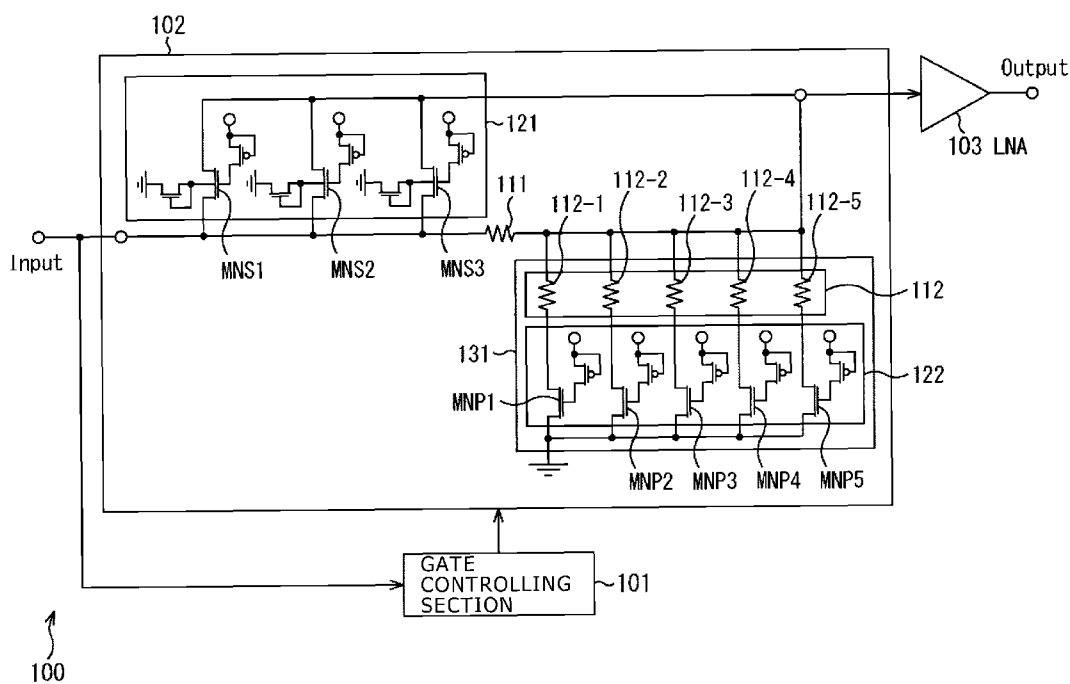 102
Output
121
103 LNA
112-2
112-4
111
112-1
112-3
112-5
Input
MNS1
MNS2
MNS3
112
131
122
MNP1
MNP2
MNP3
MNP4
MNP5
GATE
CONTROLLING
SECTION
101
100